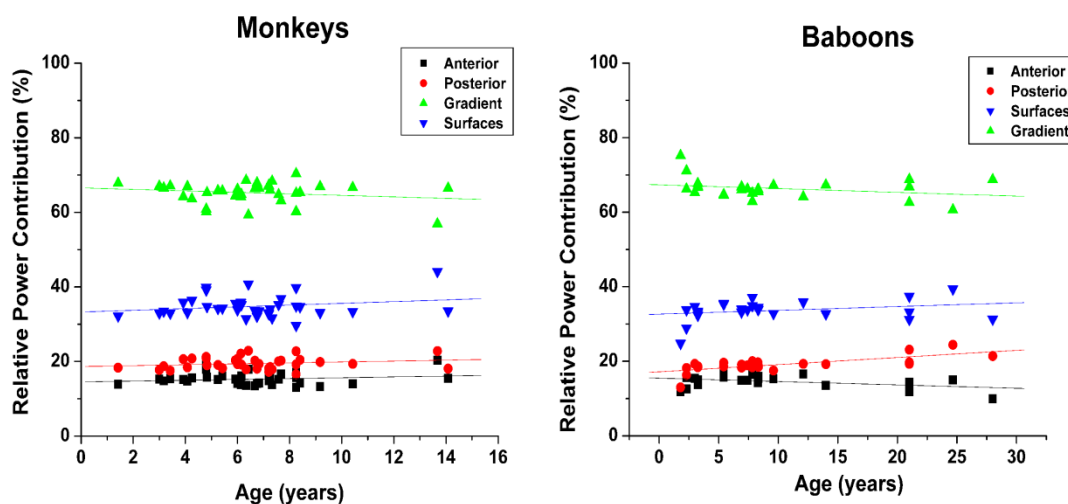 Monkeys
Relative Power Contribution (%)
100
80
60
40
20
0
Anterior
Posterior
Gradient
Surfaces
0 2 4 6 8 10 12 14 16
Age (years)
Baboons
Relative Power Contribution (%)
100
80
60
40
20
0
Anterior
Posterio
Surfaces
Gradient
0 5 10 15 20 25 30
Age (years)